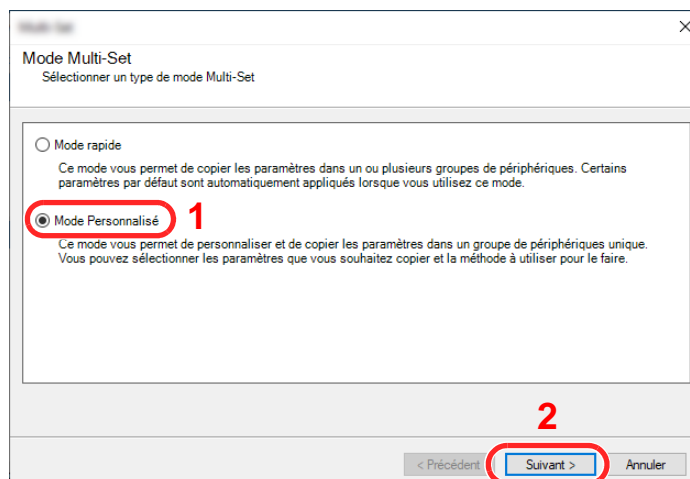 Mode Multi-Set
Sélectionner un type de mode Multi-Set
Mode rapide
Ce mode vous permet de copier les paramètres dans un ou plusieurs groupes de périphériques. Certains
paramètres par défaut sont automatiquement appliqués lorsque vous utilisez ce mode.
Mode Personnalisé 1
Ce mode vous permet de personnaliser et de copier les paramètres dans un groupe de périphériques unique.
Vous pouvez sélectionner les paramètres que vous souhaitez copier et la méthode à utiliser pour le faire.
2
< Précédent Suivant > Annuler